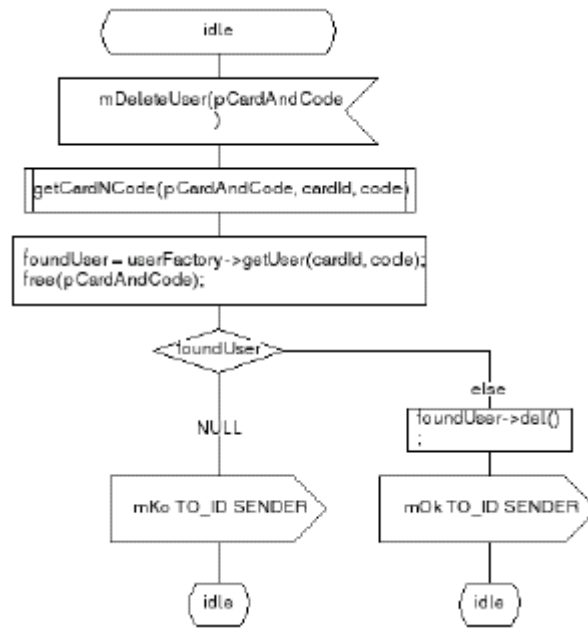 idle
mDeleteUser(pCardAndCode
)
getCardNCode(pCardAndCode, cardId, code)
foundUser = userFactory->getUser(cardId, code);
free(pCardAndCode);
foundUser
else
foundUser->del()
;
NULL
mKo TO_ID SENDER
mOk TO_ID SENDER
idle
idle